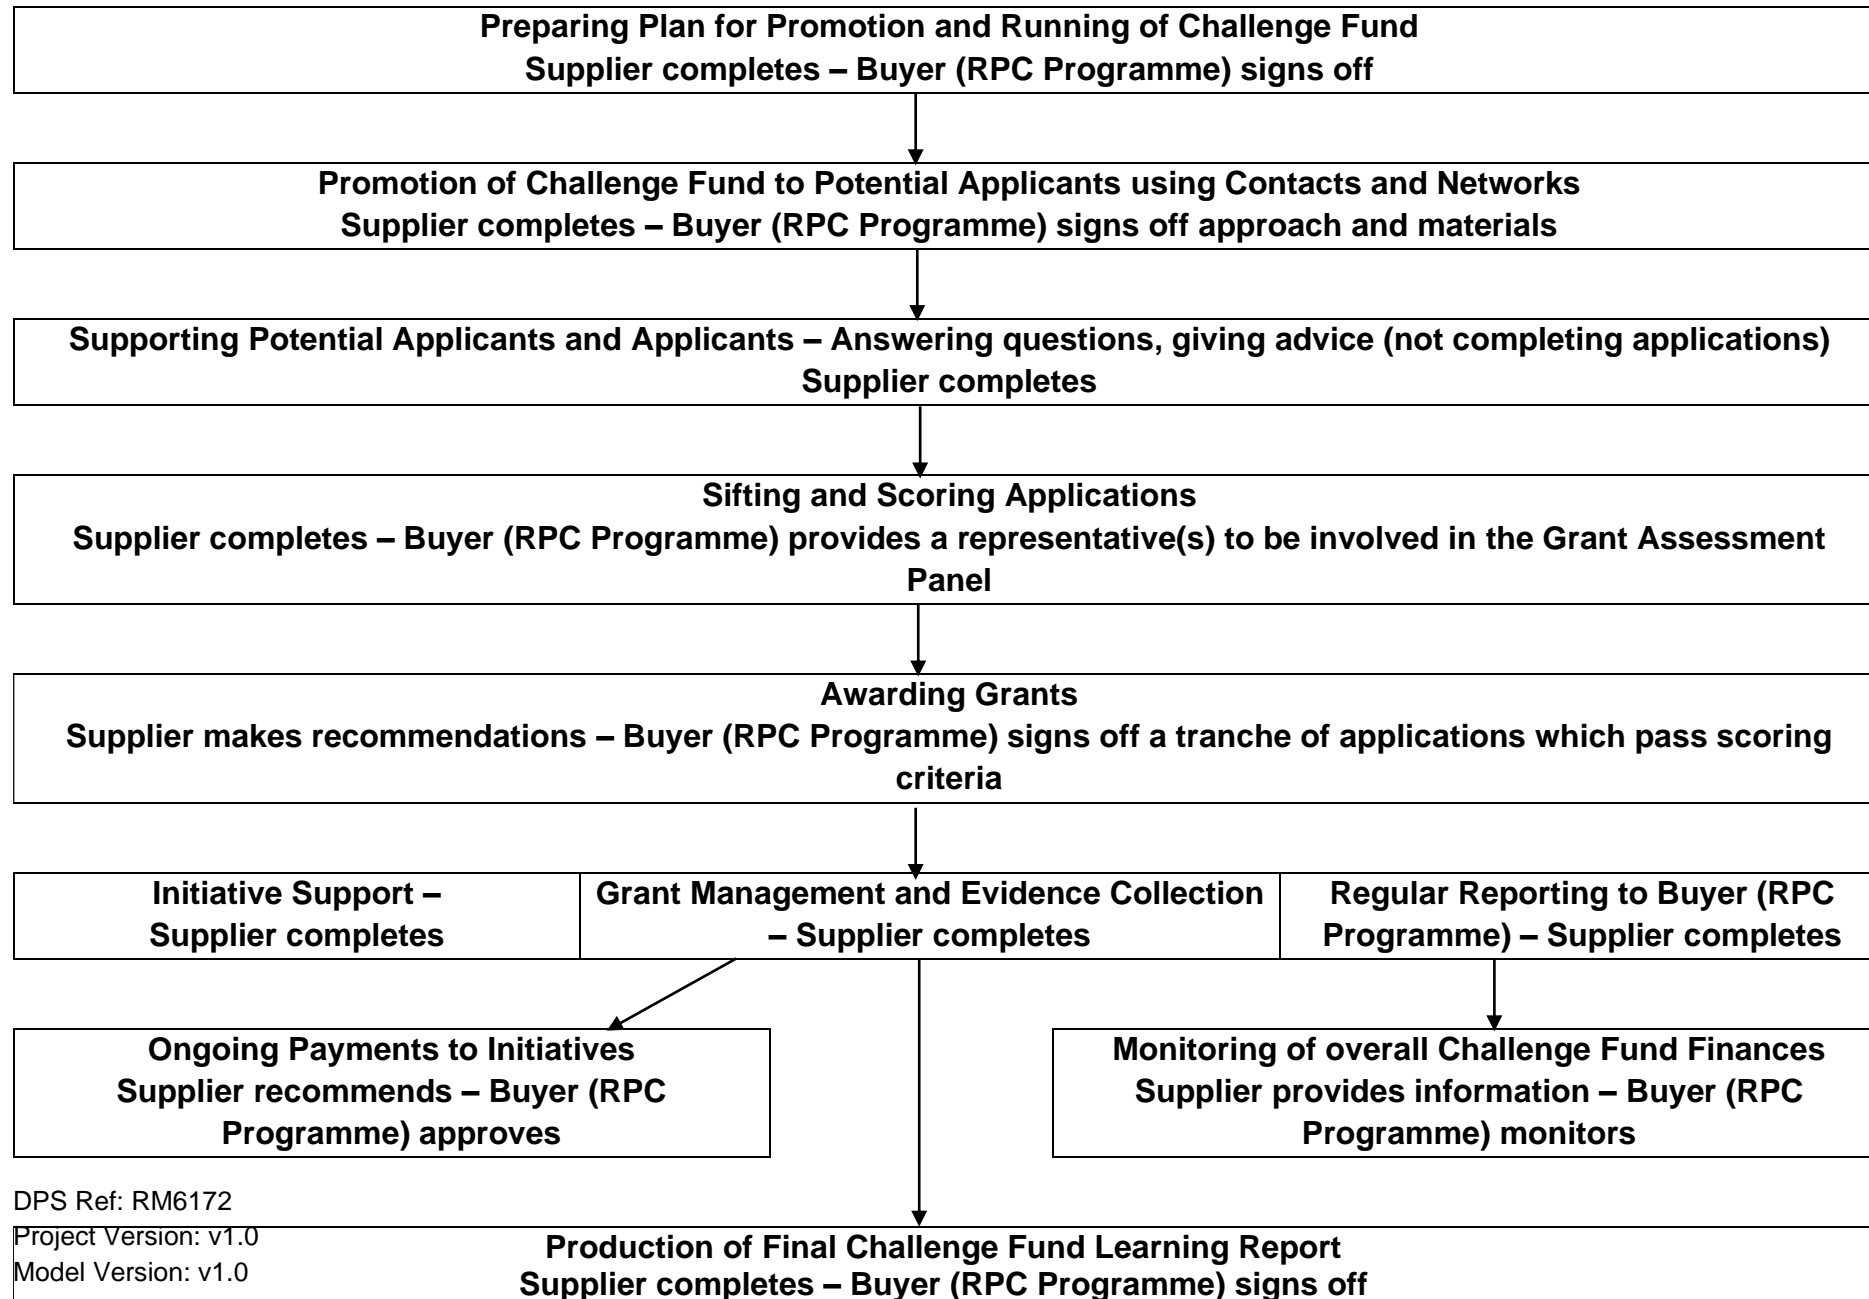 Preparing Plan for Promotion and Running of Challenge Fund
Supplier completes – Buyer (RPC Programme) signs off
Promotion of Challenge Fund to Potential Applicants using Contacts and Networks
Supplier completes – Buyer (RPC Programme) signs off approach and materials
Supporting Potential Applicants and Applicants – Answering questions, giving advice (not completing applications)
Supplier completes
Sifting and Scoring Applications
Supplier completes – Buyer (RPC Programme) provides a representative(s) to be involved in the Grant Assessment
Panel
Awarding Grants
Supplier makes recommendations – Buyer (RPC Programme) signs off a tranche of applications which pass scoring
criteria
Initiative Support –
Supplier completes
Grant Management and Evidence Collection
– Supplier completes
Regular Reporting to Buyer (RPC
Programme) – Supplier completes
Ongoing Payments to Initiatives
Supplier recommends – Buyer (RPC
Programme) approves
Monitoring of overall Challenge Fund Finances
Supplier provides information – Buyer (RPC
Programme) monitors
DPS Ref: RM6172
Project Version: v1.0
Model Version: v1.0
Production of Final Challenge Fund Learning Report
Supplier completes – Buyer (RPC Programme) signs off